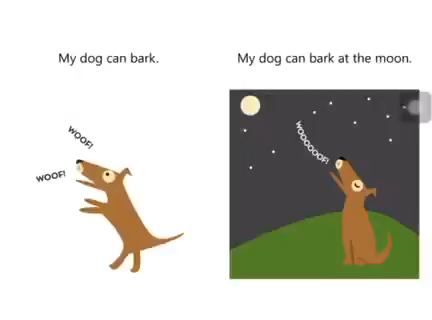 My dog can bark.
WOOF!
WOOF!
My dog can bark at the moon.
WOOOOOOF!